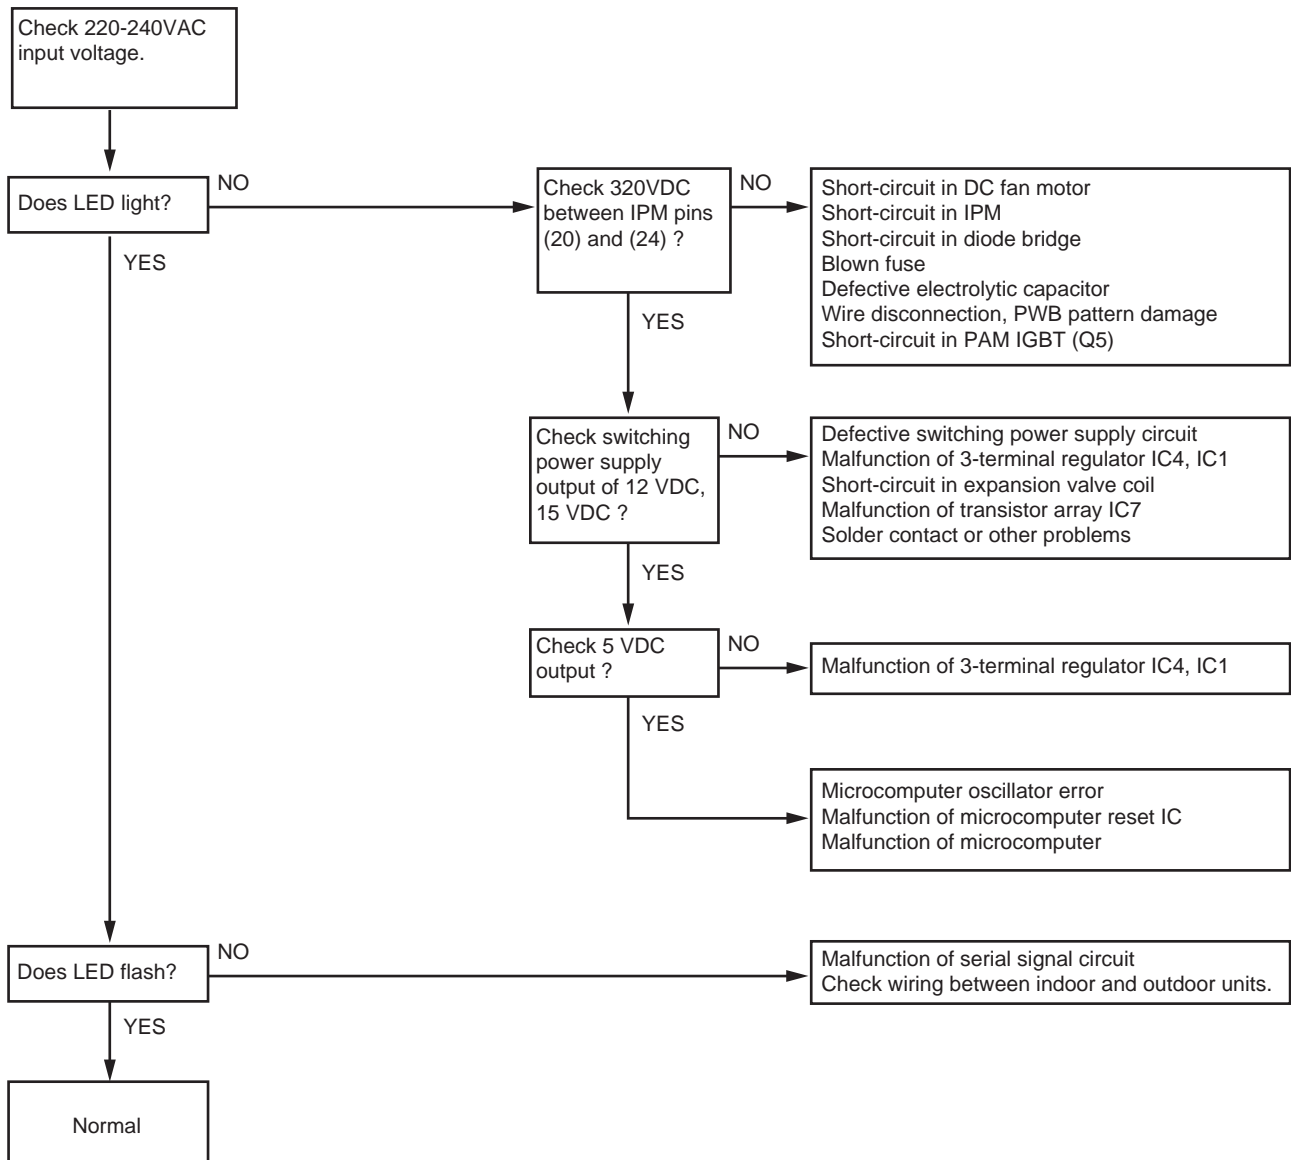 Check 220-240VAC
input voltage.
Does LED light?
NO
YES
Check 320VDC
between IPM pins
(20) and (24) ?
NO
YES
Short-circuit in DC fan motor
Short-circuit in IPM
Short-circuit in diode bridge
Blown fuse
Defective electrolytic capacitor
Wire disconnection, PWB pattern damage
Short-circuit in PAM IGBT (Q5)
Check switching
power supply
output of 12 VDC,
15 VDC ?
NO
YES
Defective switching power supply circuit
Malfunction of 3-terminal regulator IC4, IC1
Short-circuit in expansion valve coil
Malfunction of transistor array IC7
Solder contact or other problems
Check 5 VDC
output ?
NO
YES
Malfunction of 3-terminal regulator IC4, IC1
Microcomputer oscillator error
Malfunction of microcomputer reset IC
Malfunction of microcomputer
Does LED flash?
NO
YES
Malfunction of serial signal circuit
Check wiring between indoor and outdoor units.
Normal